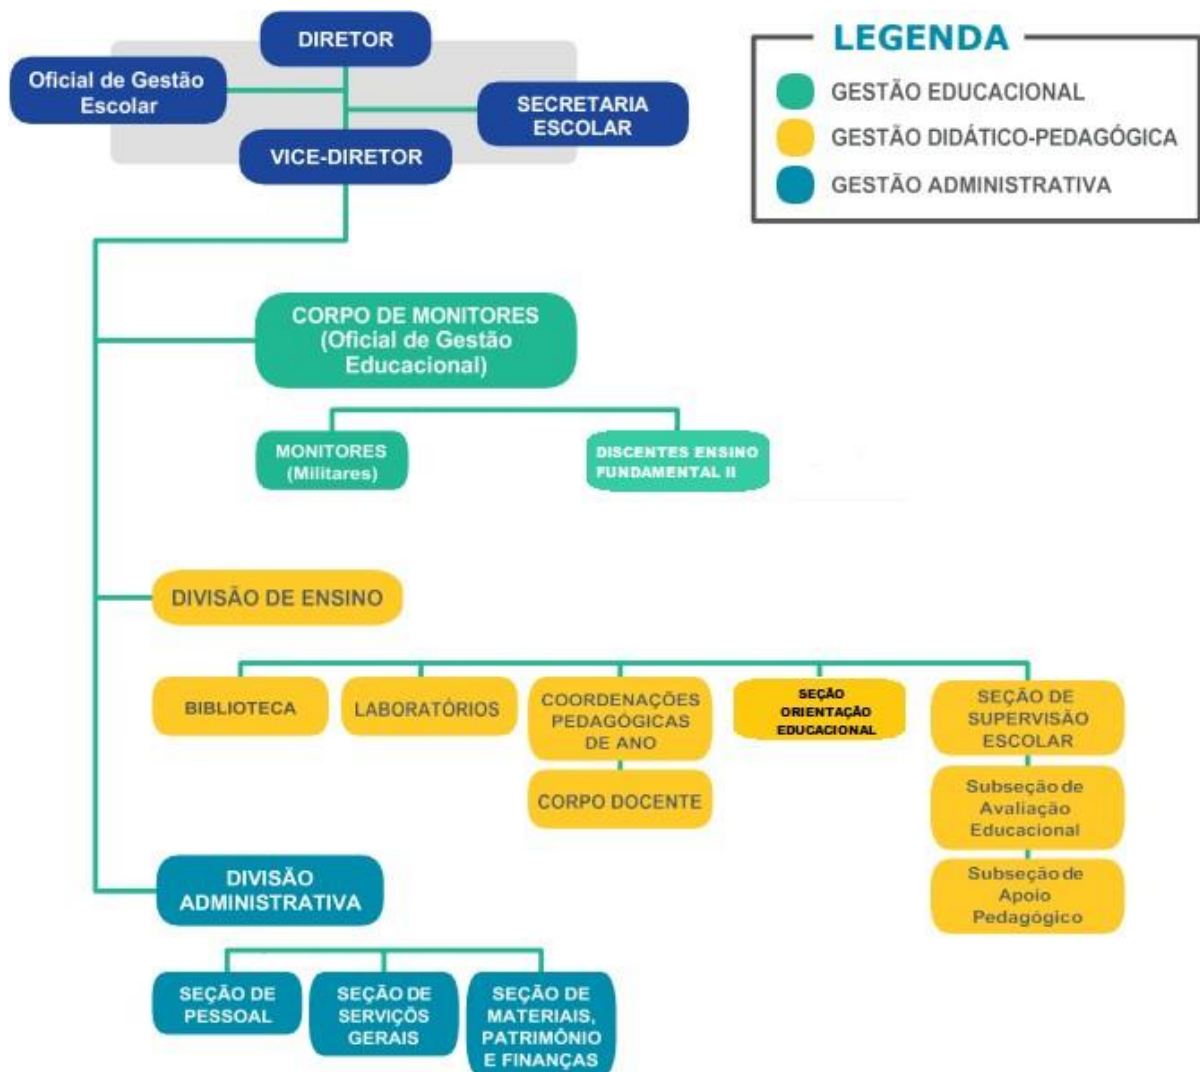 DIRETOR
Oficial de Gestão
Escolar
SECRETARIA
ESCOLAR
VICE-DIRETOR
LEGENDA
GESTÃO EDUCACIONAL
GESTÃO DIDÁTICO-PEDAGÓGICA
GESTÃO ADMINISTRATIVA
CORPO DE MONITORES
(Oficial de Gestão
Educacional)
MONITORES
(Militares)
DISCENTES ENSINO
FUNDAMENTAL II
DIVISÃO DE ENSINO
BIBLIOTECA
LABORATÓRIOS
COORDENAÇÕES
PEDAGÓGICAS
DE ANO
CORPO DOCENTE
SEÇÃO
ORIENTAÇÃO
EDUCACIONAL
SEÇÃO DE
SUPERVISÃO
ESCOLAR
Subseção de
Avaliação
Educacional
Subseção de
Apoio
Pedagógico
DIVISÃO
ADMINISTRATIVA
SEÇÃO DE
PESSOAL
SEÇÃO DE
SERVIÇÕS
GERAIS
SEÇÃO DE
MATERIAIS,
PATRIMÔNIO
E FINANÇAS